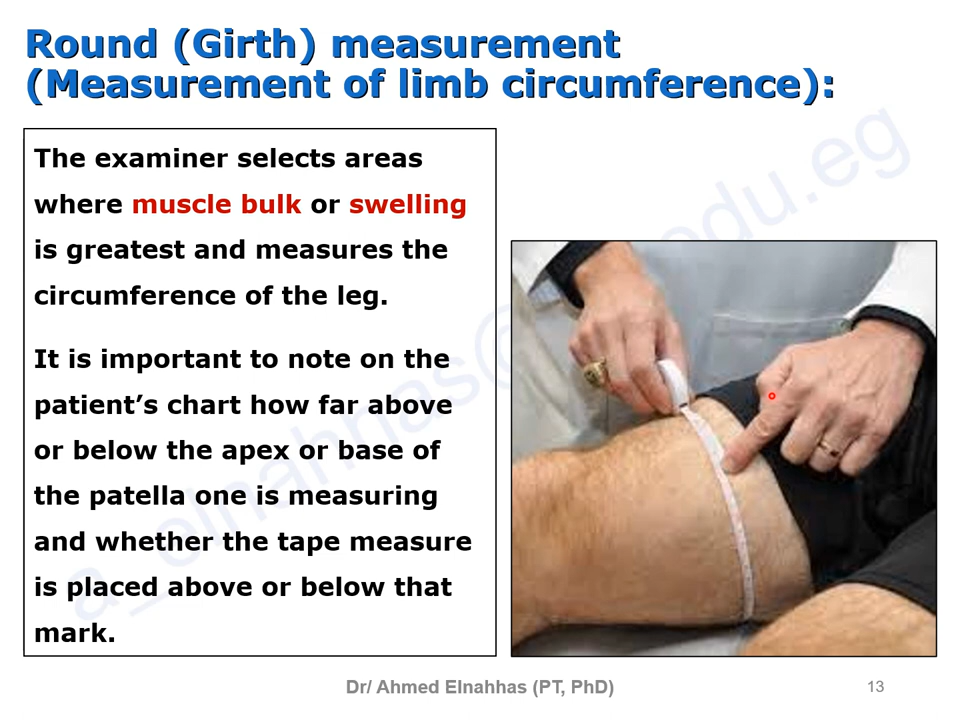 Round (Girth) measurement
(Measurement of limb circumference):
The examiner selects areas
where muscle bulk or swelling
is greatest and measures the
circumference of the leg.
It is important to note on the
patient’s chart how far above
or below the apex or base of
the patella one is measuring
and whether the tape measure
is placed above or below that
mark.
Dr/ Ahmed Elnahhas (PT, PhD)
13